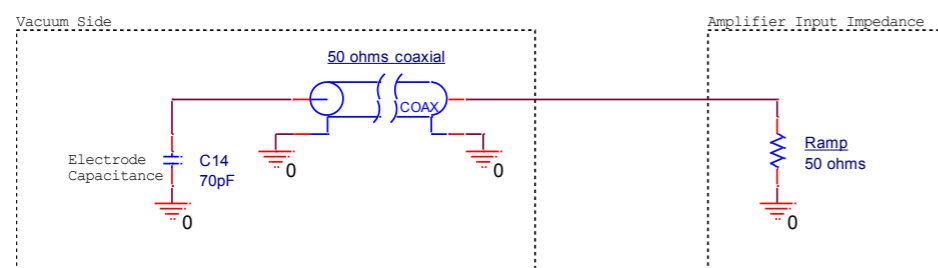 Vacuum Side
Amplifier Input Impedance
50 ohms coaxial
COAX
Electrode
Capacitance
C14
70pF
Ramp
50 ohms
0
0
0
0